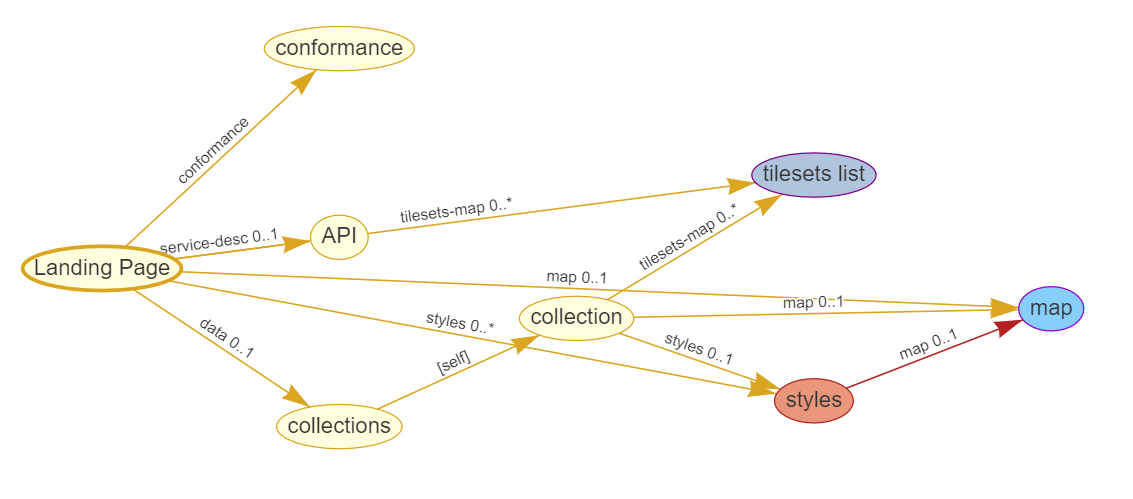 conformance
conformance
tilesets list
tilesets-map 0..*
tilesets-map 0..*
API
service-desc 0..1
Landing Page
map 0..1
map 0..1
map
collection
styles 0..*
data 0..1
styles 0..1
map 0..1
[self]
styles
collections